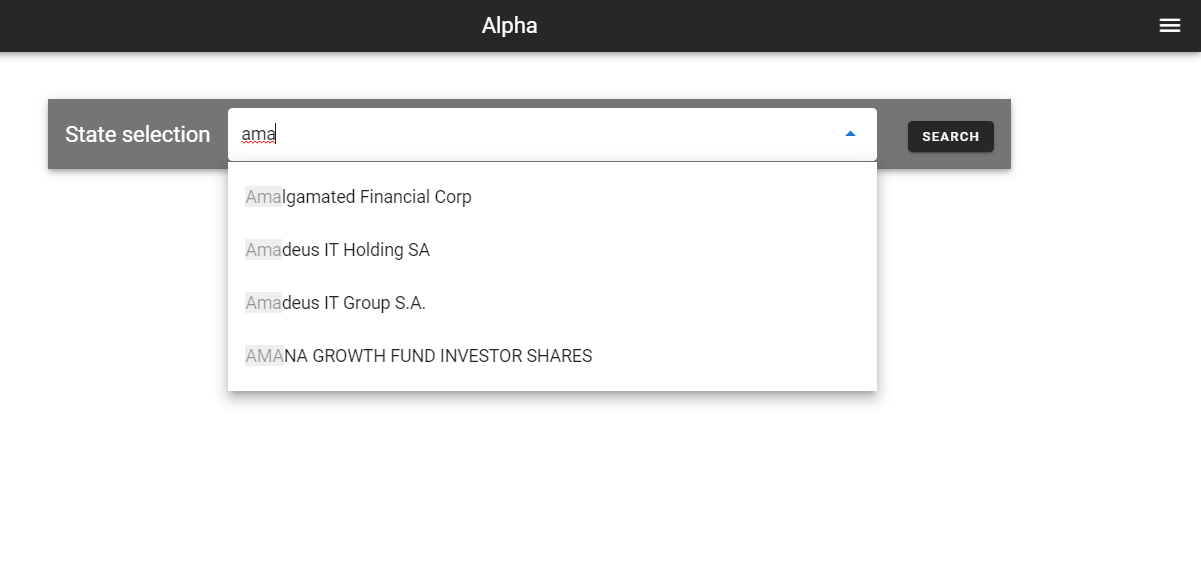 Alpha
State selection
ama
SEARCH
Amalgamated Financial Corp
Amadeus IT Holding SA
Amadeus IT Group S.A.
AMANA GROWTH FUND INVESTOR SHARES